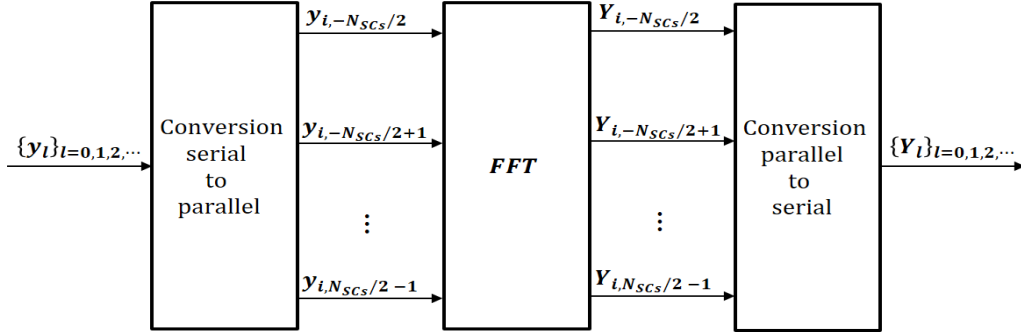 {y_l}_{l=0,1,2,⋯}
Conversion
serial
to
parallel
y_{i,−N_{SCs}/2}
y_{i,−N_{SCs}/2+1}
⋮
y_{i,N_{SCs}/2 −1}
FFT
Y_{i,−N_{SCs}/2}
Y_{i,−N_{SCs}/2+1}
⋮
Y_{i,N_{SCs}/2 −1}
Conversion
parallel
to
serial
{Y_l}_{l=0,1,2,⋯}